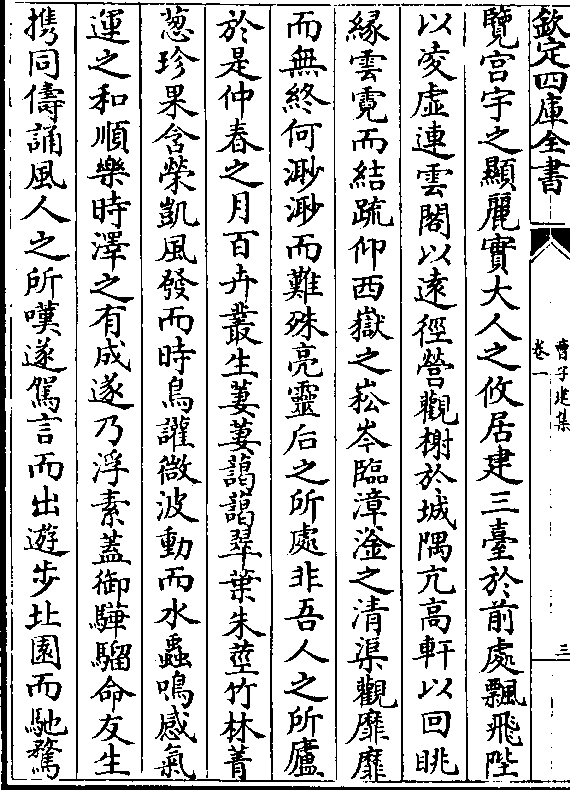 欽定四庫全書
曹子建集
卷一
三
覽宫宇之顯麗實大人之攸居建三臺於前處飄飛陛
以凌虚連雲閣以遠徑營觀榭於城隅亢高軒以回眺
緣雲霓而結疏仰西嶽之崧岑臨漳滏之清渠觀靡靡
而無終何渺渺而難殊亮靈后之所處非吾人之所廬
於是仲春之月百卉叢生萋萋藹藹翠葉朱莖竹林菁
葱珍果含榮凱風發而時鳥讙微波動而水蟲鳴感氣
運之和順樂時澤之有成遂乃浮素蓋御驊騮命友生
携同儔誦風人之所嘆遂駕言而出遊步北園而馳騖